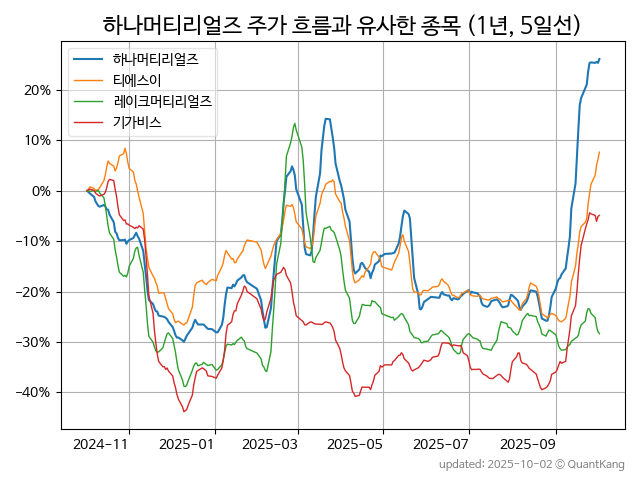 하나머티리얼즈 주가 흐름과 유사한 종목 (1년, 5일선)
하나머티리얼즈
티에스이
레이크머티리얼즈
기가비스
20%
10%
0%
−10%
−20%
−30%
−40%
2024-11 2025-01 2025-03 2025-05 2025-07 2025-09
updated: 2025-10-02 © QuantKang